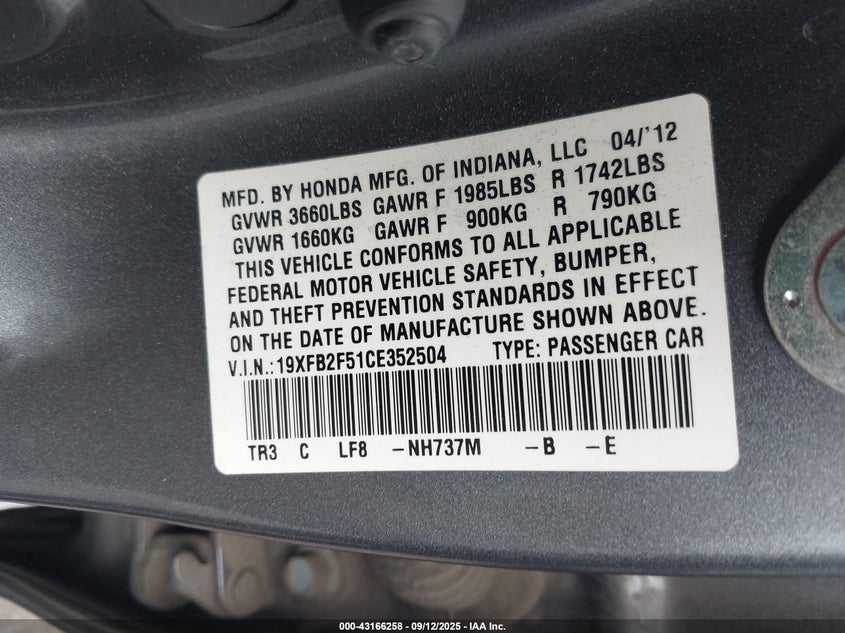 MFD. BY HONDA MFG. OF INDIANA, LLC 04/'12
GVWR 3660LBS GAWR F 1985LBS R 1742LBS
GVWR 1660KG GAWR F 900KG R 790KG
THIS VEHICLE CONFORMS TO ALL APPLICABLE
FEDERAL MOTOR VEHICLE SAFETY, BUMPER,
AND THEFT PREVENTION STANDARDS IN EFFECT
ON THE DATE OF MANUFACTURE SHOWN ABOVE.
V.I.N.:19XFB2F51CE352504 TYPE: PASSENGER CAR
TR3 C LF8 -NH737M -B -E
000-43166258 - 09/12/2025 - IAA Inc.